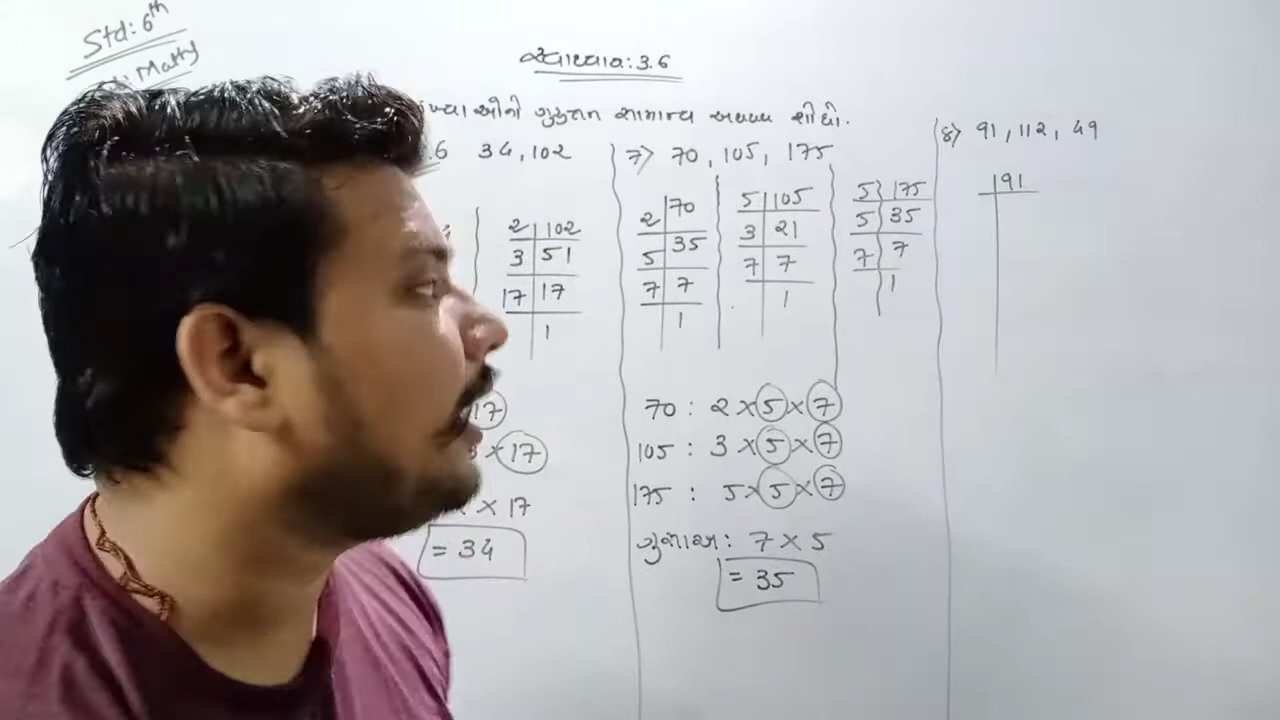 Std: 6th
Maths
સ્વાધ્યાય: 3.6
ગુરુત્તમ સામાન્ય અવયવ શોધો.
34, 102
2 | 102
3 | 51
17 | 17
1
17
3 × 17
× 17
= 34
7> 70, 105, 175
2 | 70
5 | 35
7 | 7
1
5 | 105
3 | 21
7 | 7
1
5 | 175
5 | 35
7 | 7
1
70 : 2 × 5 × 7
105 : 3 × 5 × 7
175 : 5 × 5 × 7
ગુસાઅ: 7 × 5
= 35
8> 91, 112, 49
91